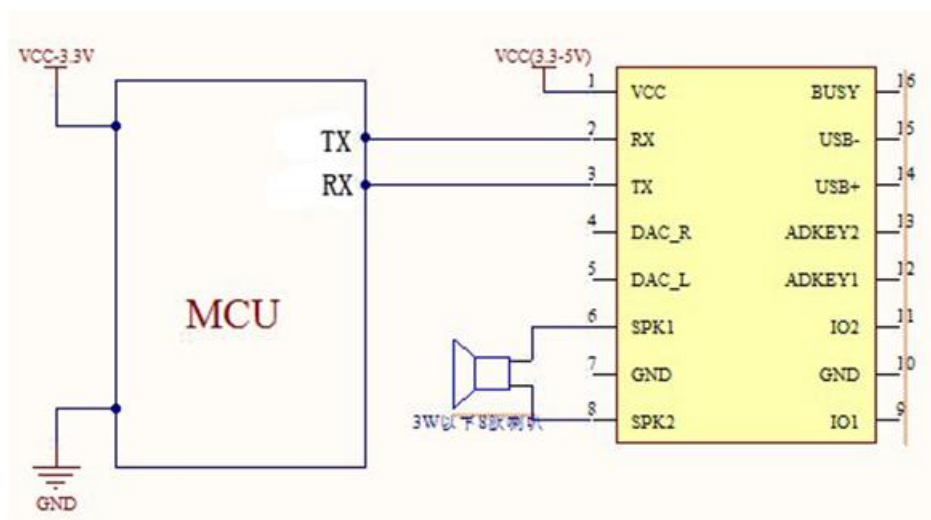 VCC-3.3V
VCC(3.3-5V)
1 VCC BUSY 16
TX 2 RX USB- 15
RX 3 TX USB+ 14
4 DAC_R ADKEY2 13
5 DAC_L ADKEY1 12
MCU
6 SPK1 IO2 11
7 GND GND 10
3W以下8欧喇叭 8 SPK2 IO1 9
GND